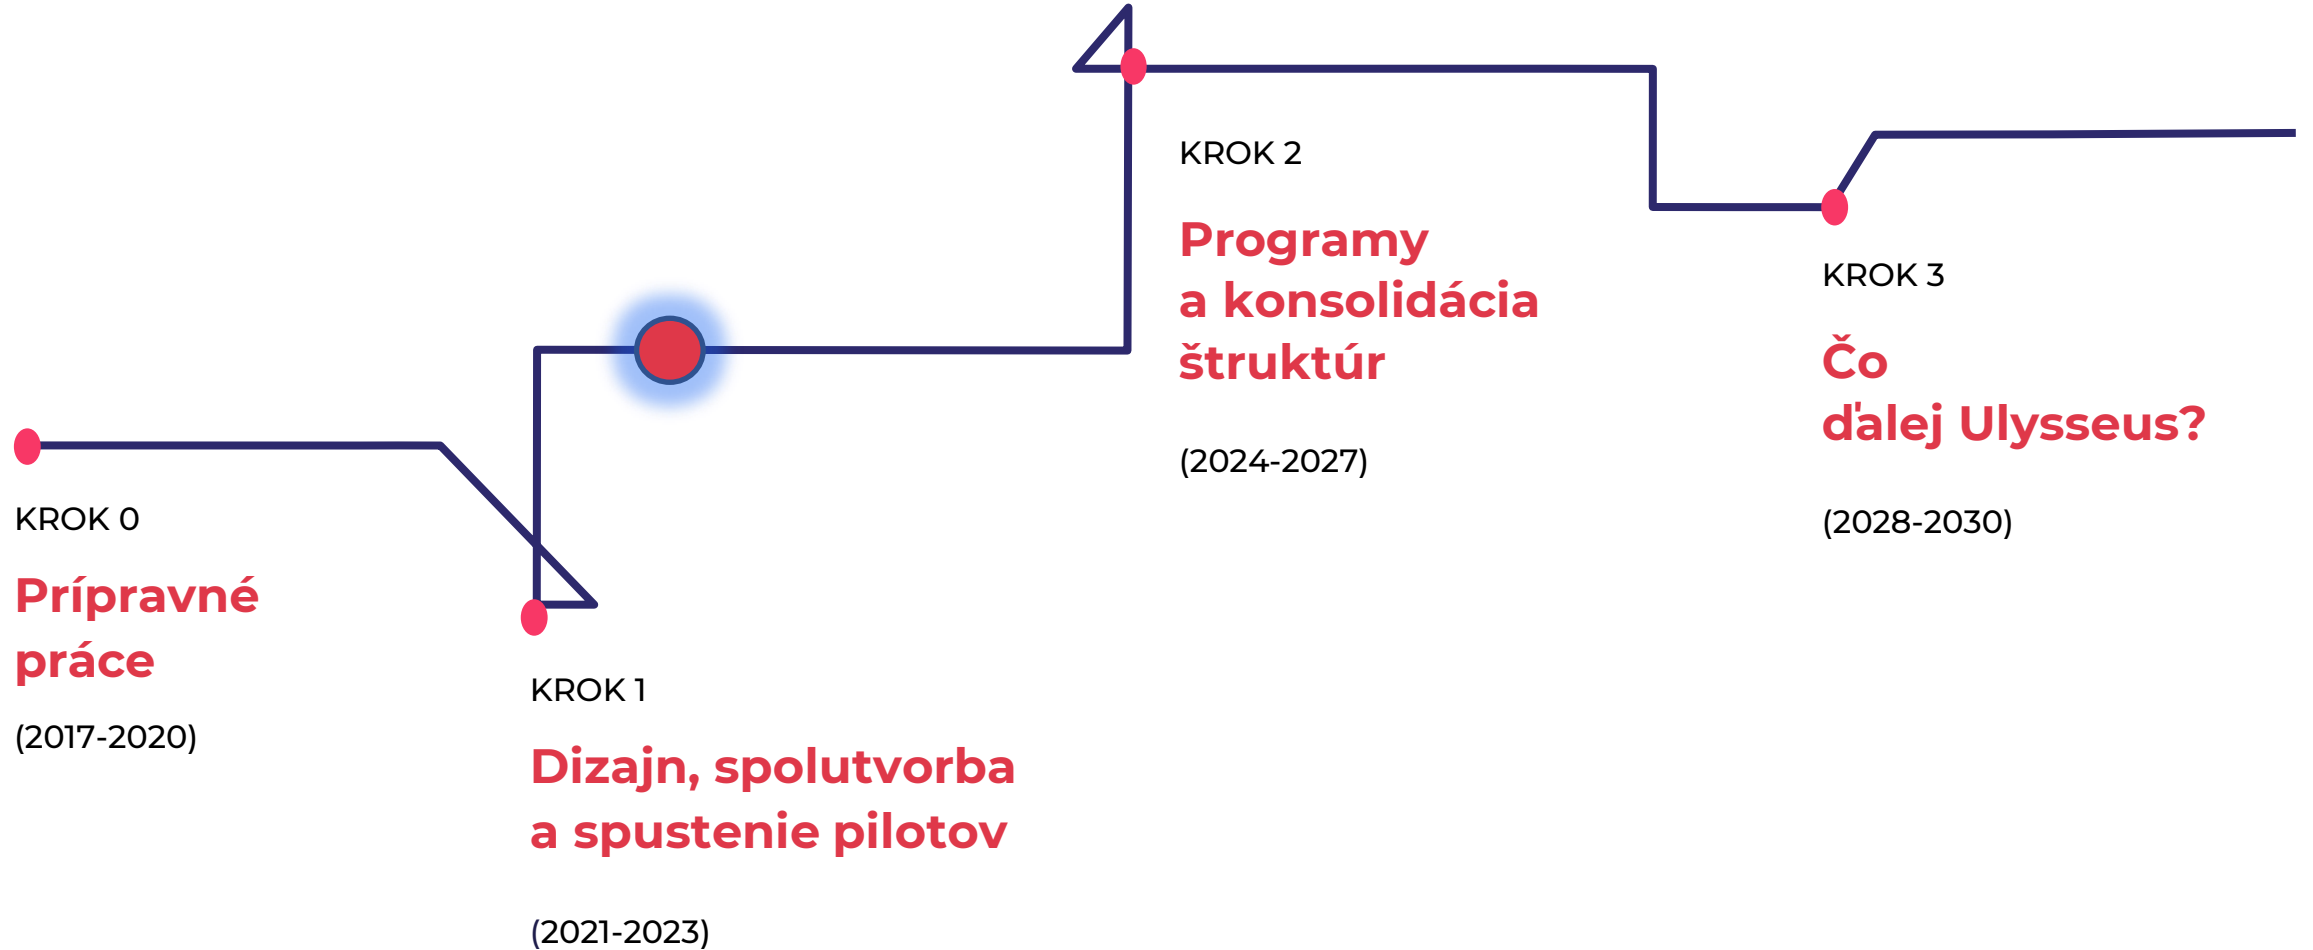 KROK 0
Prípravné
práce
(2017-2020)
KROK 1
Dizajn, spolutvorba
a spustenie pilotov
(2021-2023)
KROK 2
Programy
a konsolidácia
štruktúr
(2024-2027)
KROK 3
Čo
ďalej Ulysseus?
(2028-2030)